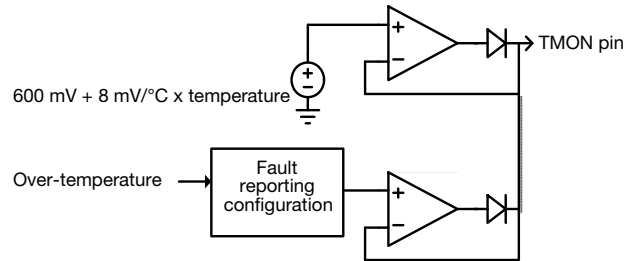 TMON pin
600 mV + 8 mV/°C x temperature
Over-temperature
Fault
reporting
configuration